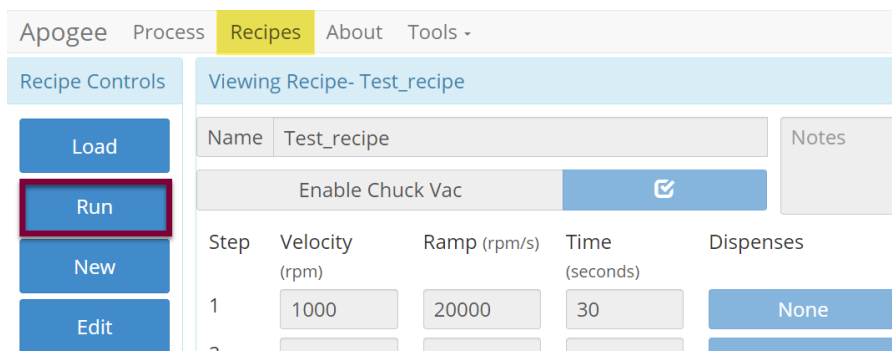 Apogee Process Recipes About Tools
Recipe Controls
Viewing Recipe- Test_recipe
Load
Run
New
Edit
Name Test_recipe
Notes
Enable Chuck Vac
Step Velocity (rpm) Ramp (rpm/s) Time (seconds) Dispenses
1 1000 20000 30 None